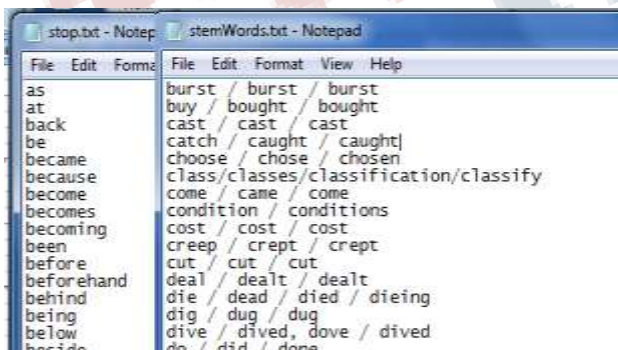 stop.txt - Notep
File Edit Forma
as
at
back
be
became
because
become
becomes
becoming
been
before
beforehand
behind
being
below
beside
stemWords.txt - Notepad
File Edit Format View Help
burst / burst / burst
buy / bought / bought
cast / cast / cast
catch / caught / caught
choose / chose / chosen
class/classes/classification/classify
come / came / come
condition / conditions
cost / cost / cost
creep / crept / crept
cut / cut / cut
deal / dealt / dealt
die / dead / died / dieing
dig / dug / dug
dive / dived, dove / dived
do / did / done